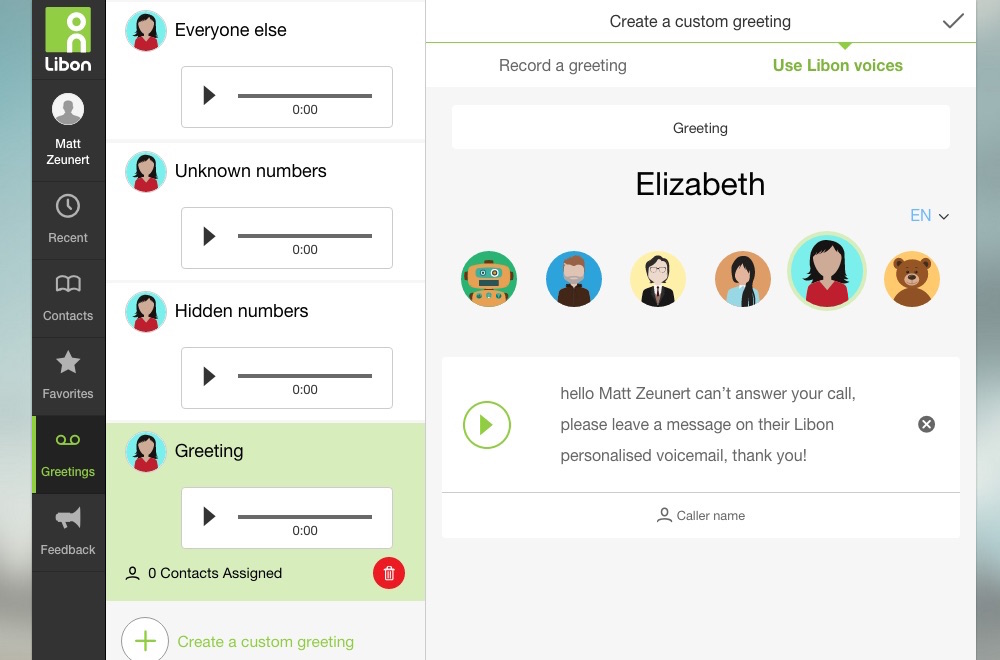 Libon
Matt
Zeunert
Recent
Contacts
Favorites
Greetings
Feedback
Everyone else
0:00
Unknown numbers
0:00
Hidden numbers
0:00
Greeting
0:00
0 Contacts Assigned
Create a custom greeting
Create a custom greeting
Record a greeting
Use Libon voices
Greeting
Elizabeth
EN
hello Matt Zeunert can’t answer your call,
please leave a message on their Libon
personalised voicemail, thank you!
Caller name